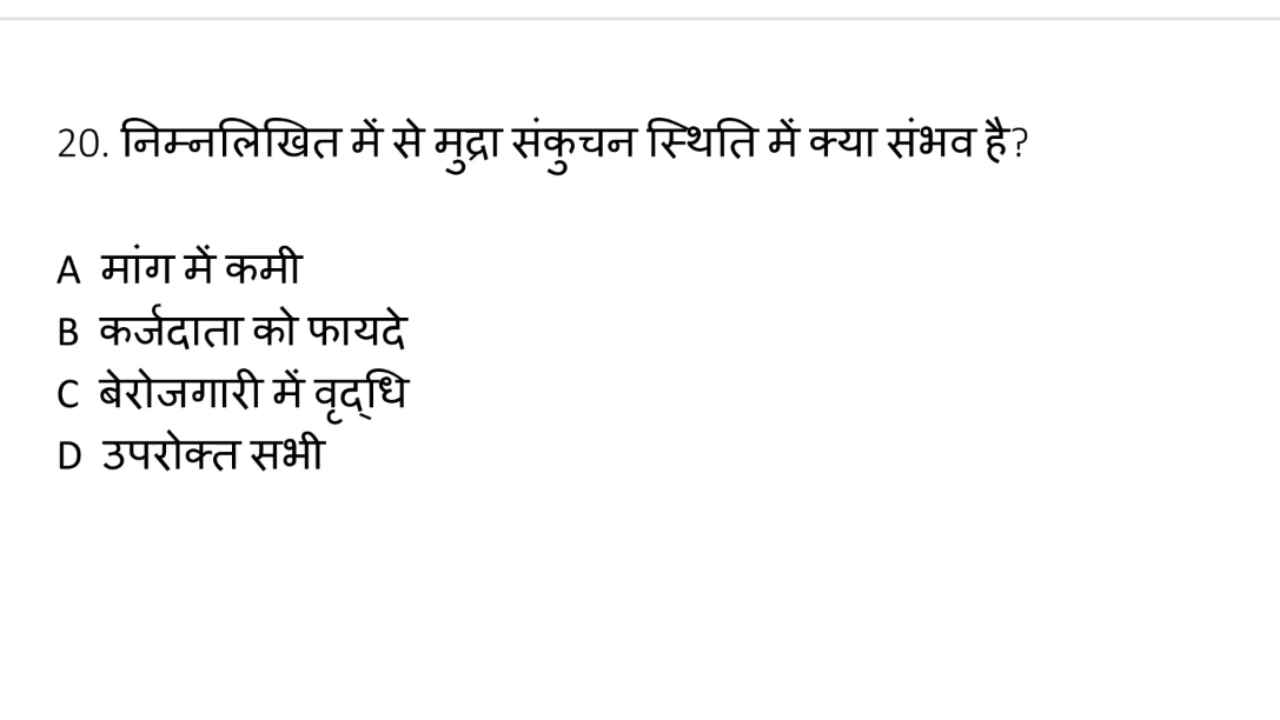 20. निम्नलिखित में से मुद्रा संकुचन स्थिति में क्या संभव है?
A मांग में कमी
B कर्जदाता को फायदे
C बेरोजगारी में वृद्धि
D उपरोक्त सभी